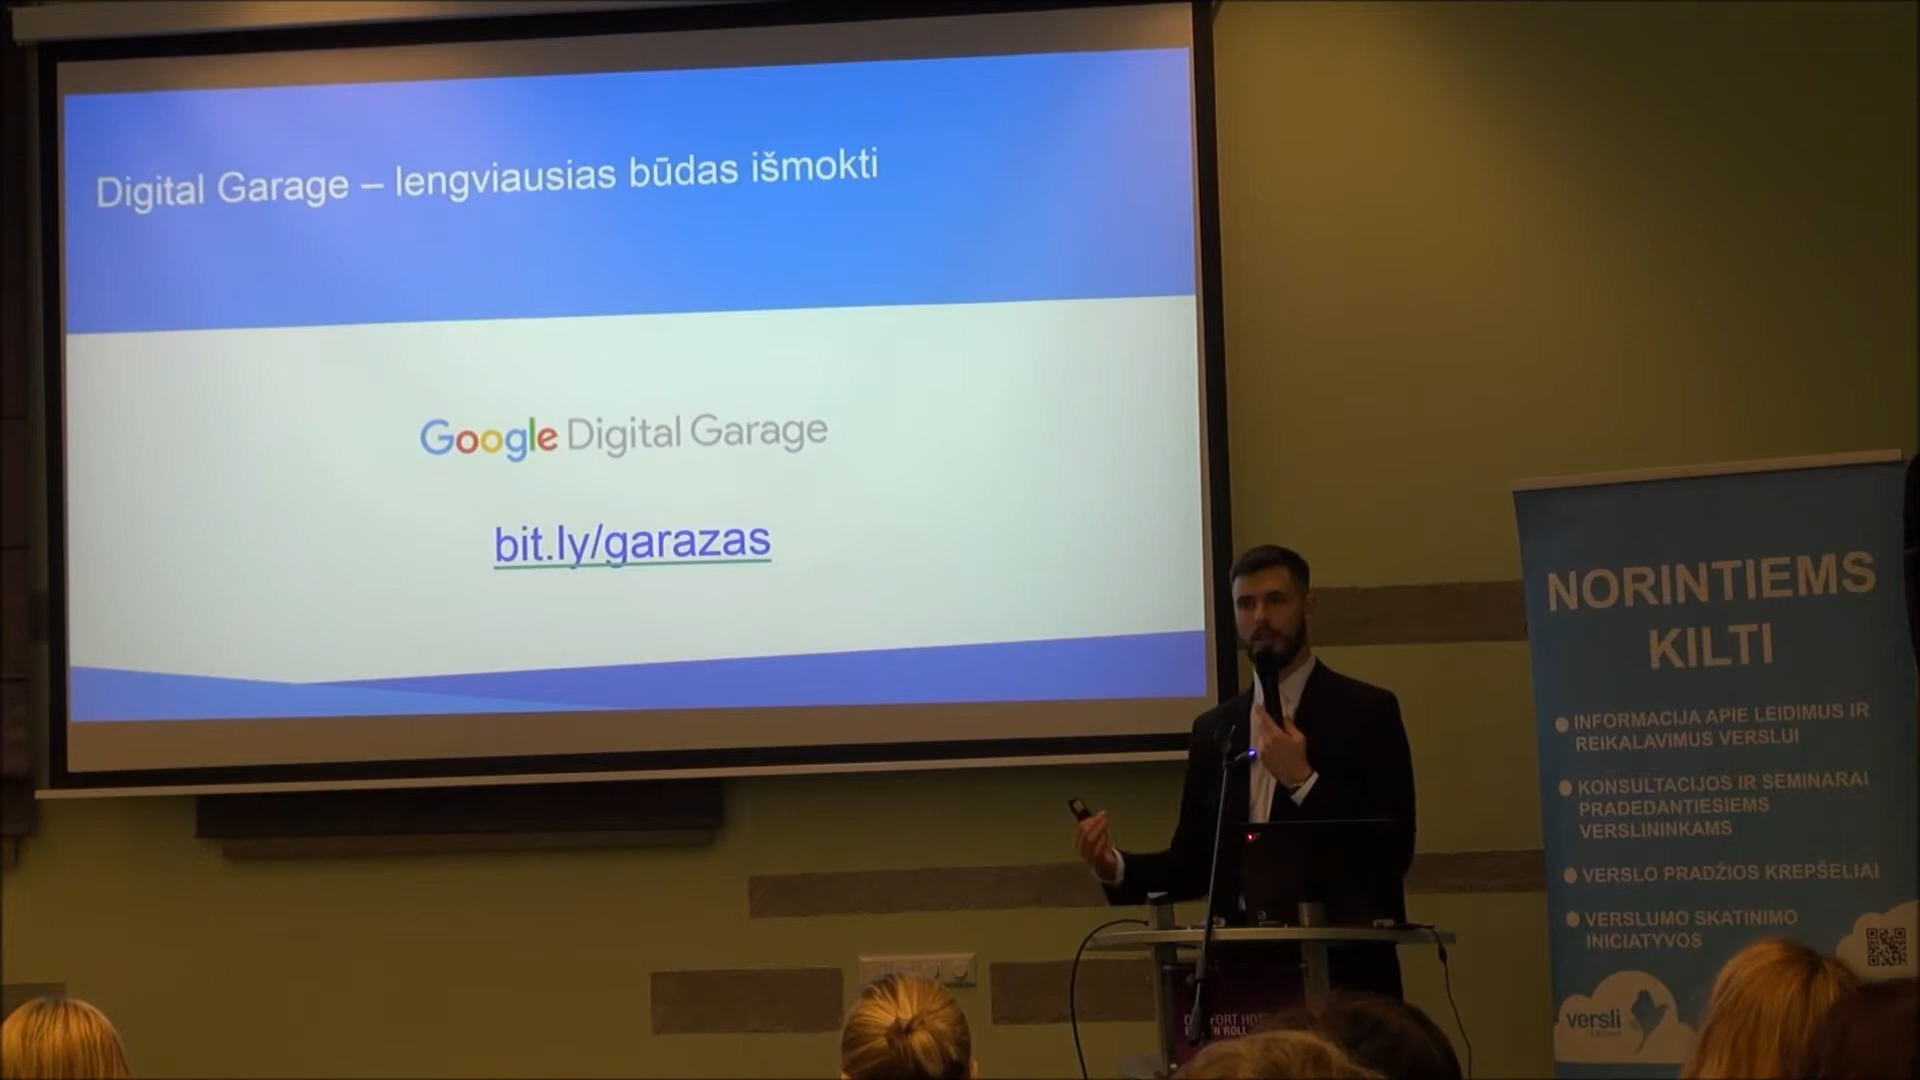 Digital Garage – lengviausias būdas išmokti
Google Digital Garage
bit.ly/garazas
NORINTIEMS
KILTI
INFORMACIJA APIE LEIDIMUS IR
REIKALAVIMUS VERSLUI
KONSULTACIJOS IR SEMINARAI
PRADEDANTIESIEMS
VERSLININKAMS
VERSLO PRADŽIOS KREPŠELIAI
VERSLUMO SKATINIMO
INICIATYVOS
versli